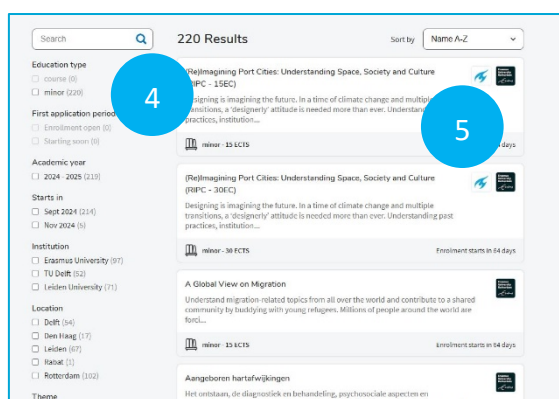 Search
Education type
course (0)
minor (220)
First application period
Enrolment open (0)
Starting soon (0)
Academic year
2024 - 2025 (219)
Starts in
Sept 2024 (214)
Nov 2024 (5)
Institution
Erasmus University (97)
TU Delft (52)
Leiden University (71)
Location
Delft (54)
Den Haag (17)
Leiden (67)
Rabat (1)
Rotterdam (102)
Theme
4
220 Results
Sort by
Name A-Z
(Re)Imagining Port Cities: Understanding Space, Society and Culture
(RIPC - 15EC)
Designing is imagining the future. In a time of climate change and multiple
transitions, a 'designerly' attitude is needed more than ever.
practices, institution...
minor - 15 ECTS
days
5
(Re)Imagining Port Cities: Understanding Space, Society and Culture
(RIPC - 30EC)
Designing is imagining the future. In a time of climate change and multiple
transitions, a 'designerly' attitude is needed more than ever. Understanding past
practices, institution...
minor - 30 ECTS
Enrolment starts in 64 days
A Global View on Migration
Understand migration-related topics from all over the world and contribute to a shared
community by buddying with young refugees. Millions of people around the world are
forci...
minor - 15 ECTS
Enrolment starts in 64 days
Aangeboren hartafwijkingen
Het ontstaan, de diagnostiek en behandeling, psychosociale aspecten en